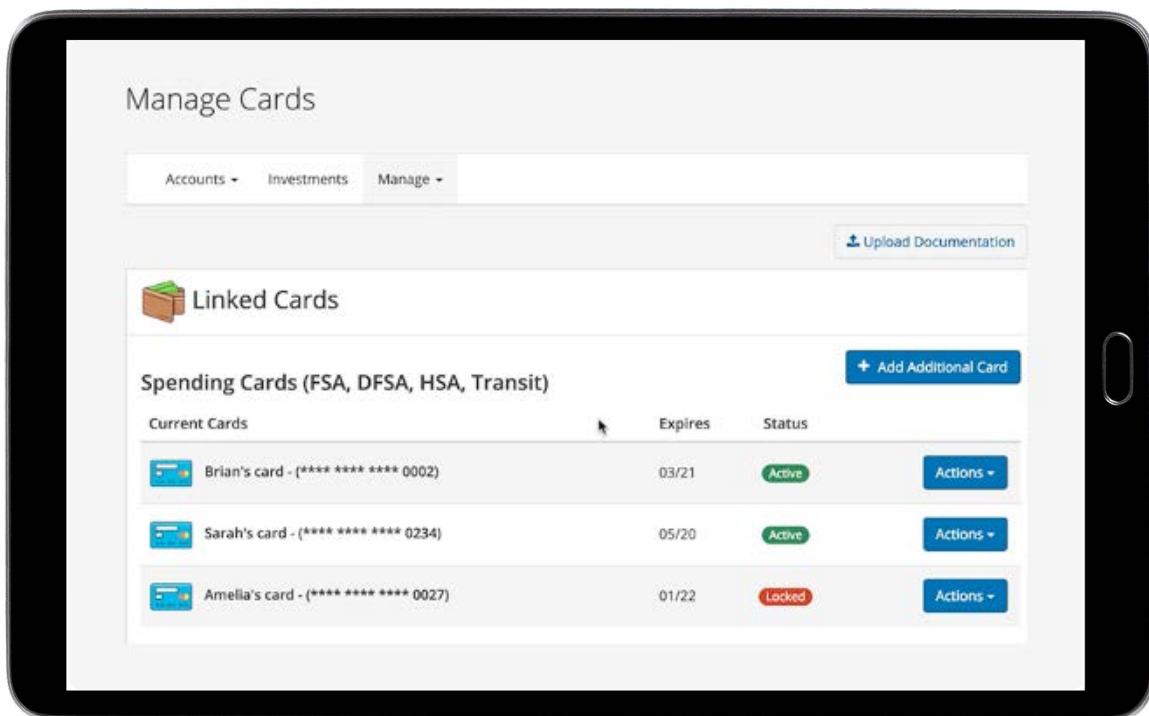 Manage Cards
Accounts Investments Manage
Upload Documentation
Linked Cards
+ Add Additional Card
Spending Cards (FSA, DFSA, HSA, Transit)
Current Cards Expires Status
Brian's card - (**** **** **** 0002) 03/21 Active Actions
Sarah's card - (**** **** **** 0234) 05/20 Active Actions
Amelia's card - (**** **** **** 0027) 01/22 Locked Actions